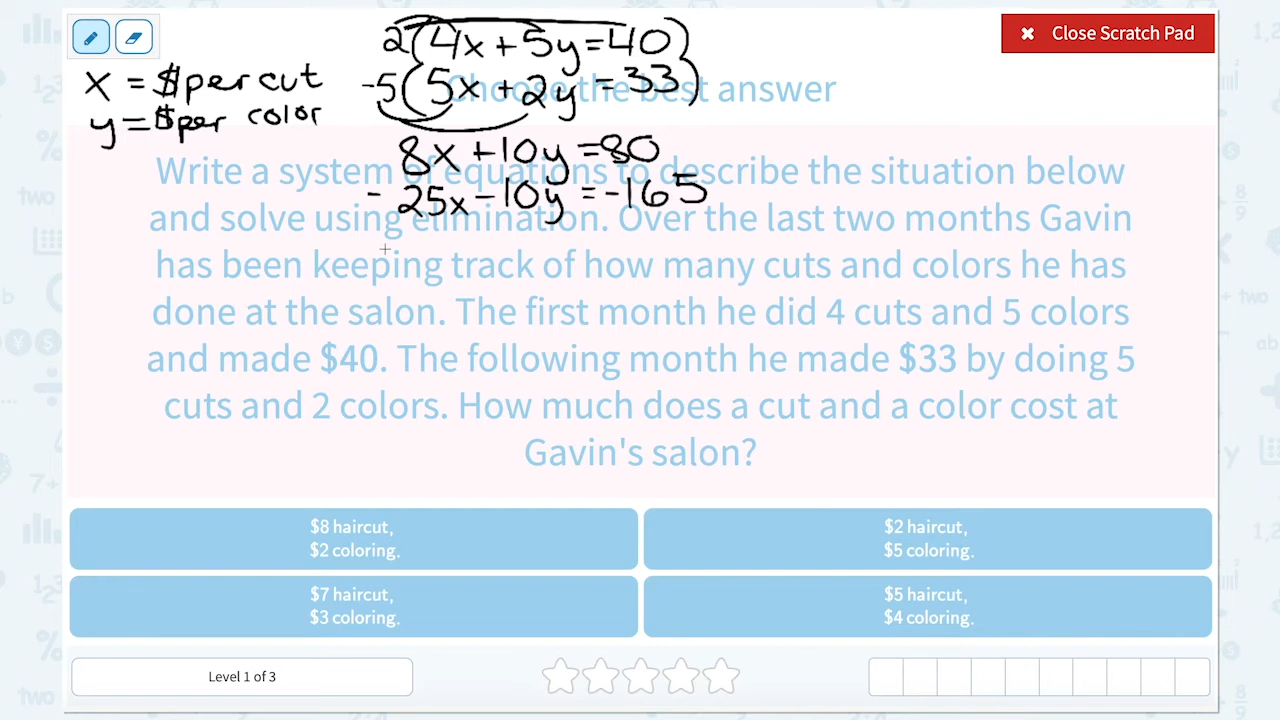 2(4x+5y=40)
✖ Close Scratch Pad
x = $per cut
-5(5x+2y=33)
Choose the best answer
y=$per color
8x+10y=80
-25x-10y=-165
Write a system of equations to describe the situation below
and solve using elimination. Over the last two months Gavin
has been keeping track of how many cuts and colors he has
done at the salon. The first month he did 4 cuts and 5 colors
and made $40. The following month he made $33 by doing 5
cuts and 2 colors. How much does a cut and a color cost at
Gavin's salon?
$8 haircut,
$2 coloring.
$2 haircut,
$5 coloring.
$7 haircut,
$3 coloring.
$5 haircut,
$4 coloring.
Level 1 of 3